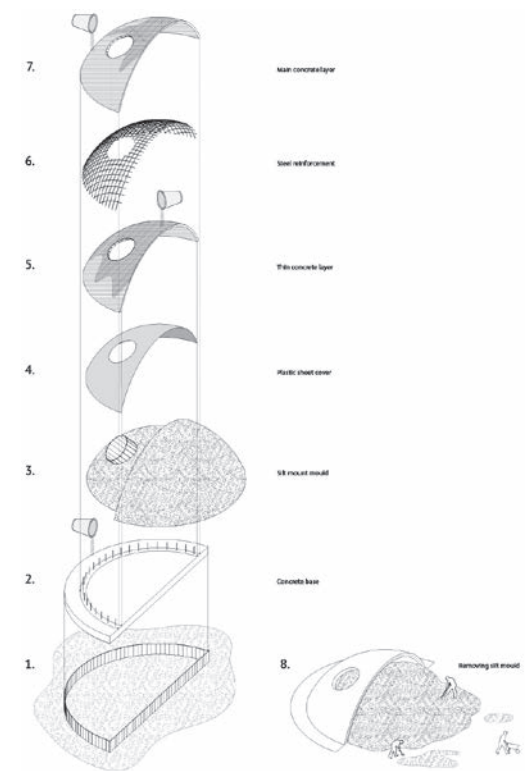 7.
Main concrete layer
6.
Steel reinforcement
5.
Thin concrete layer
4.
Plastic sheet cover
3.
Silt mount mould
2.
Concrete base
1.
8.
Removing silt mould